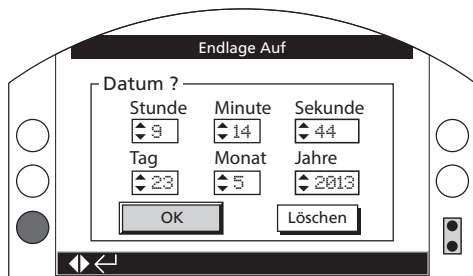 Endlage Auf
Datum ?
Stunde Minute Sekunde
9 14 44
Tag Monat Jahre
23 5 2013
OK Löschen